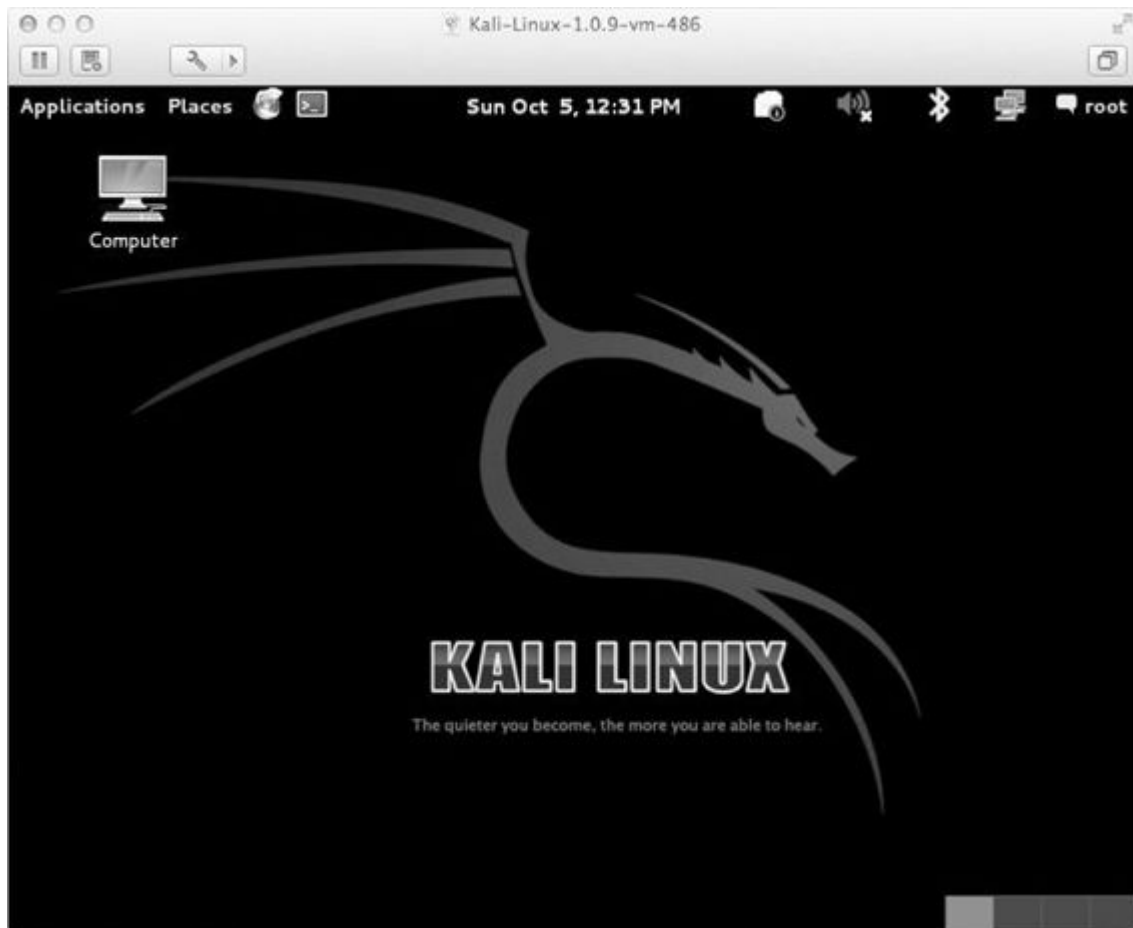 Kali-Linux-1.0.9-vm-486
Applications Places Sun Oct 5, 12:31 PM root
Computer
KALI LINUX
The quieter you become, the more you are able to hear.